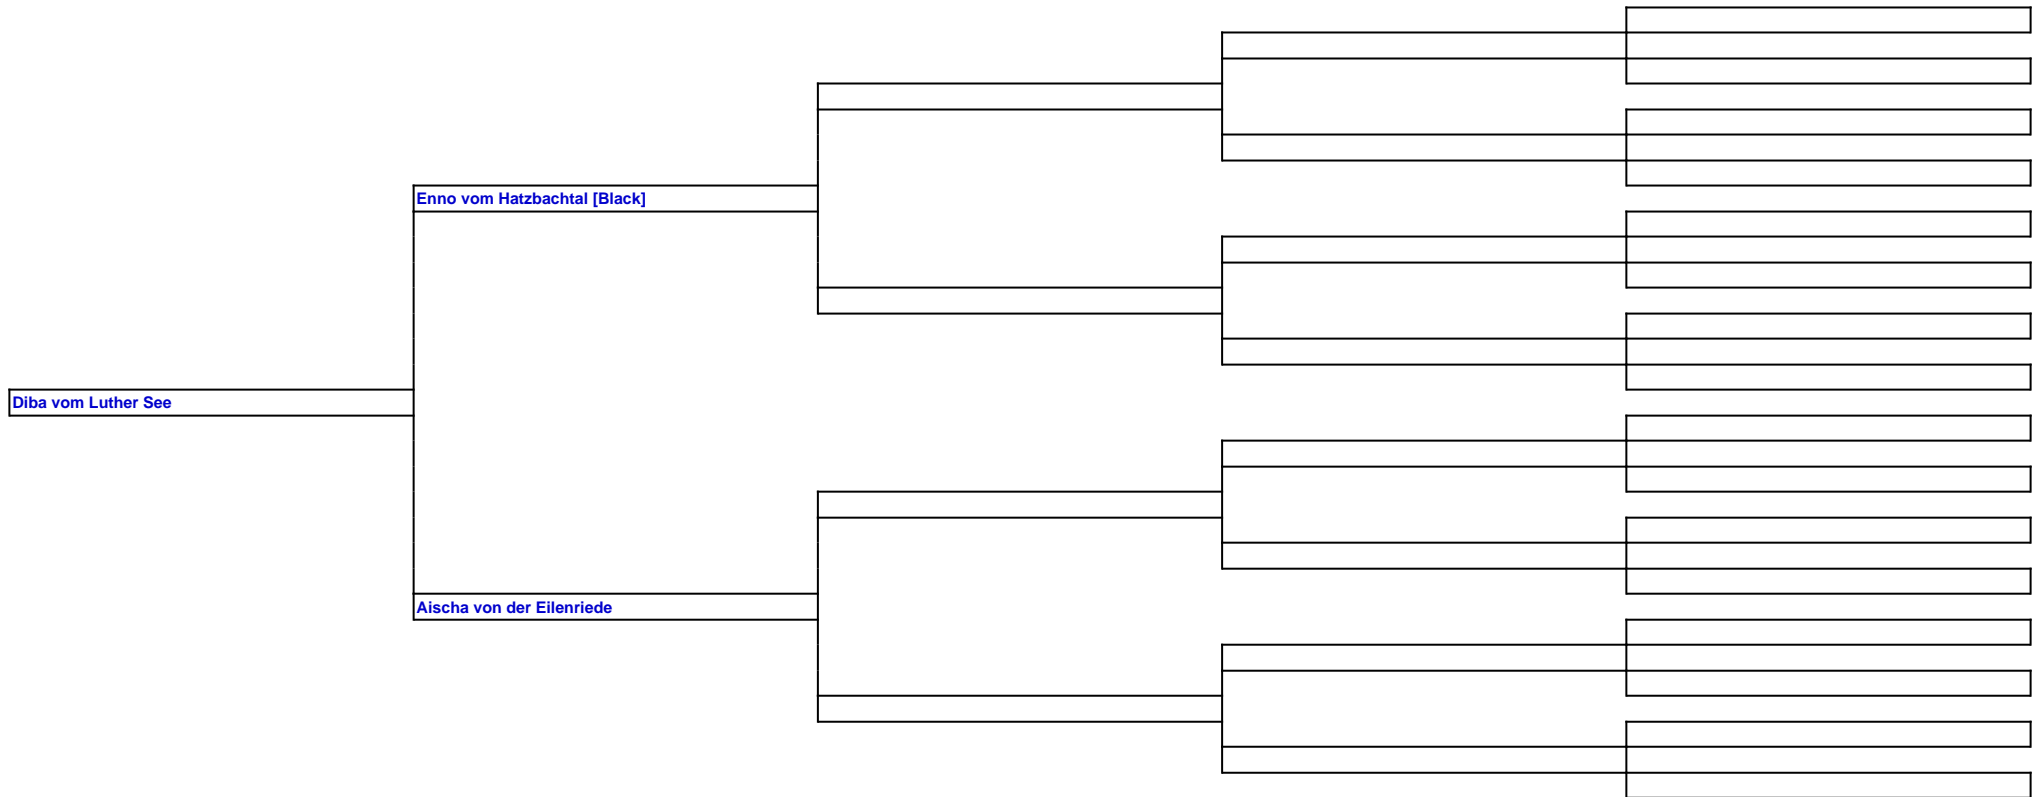 Enno vom Hatzbachtal [Black]
Diba vom Luther See
Aischa von der Eilenriede